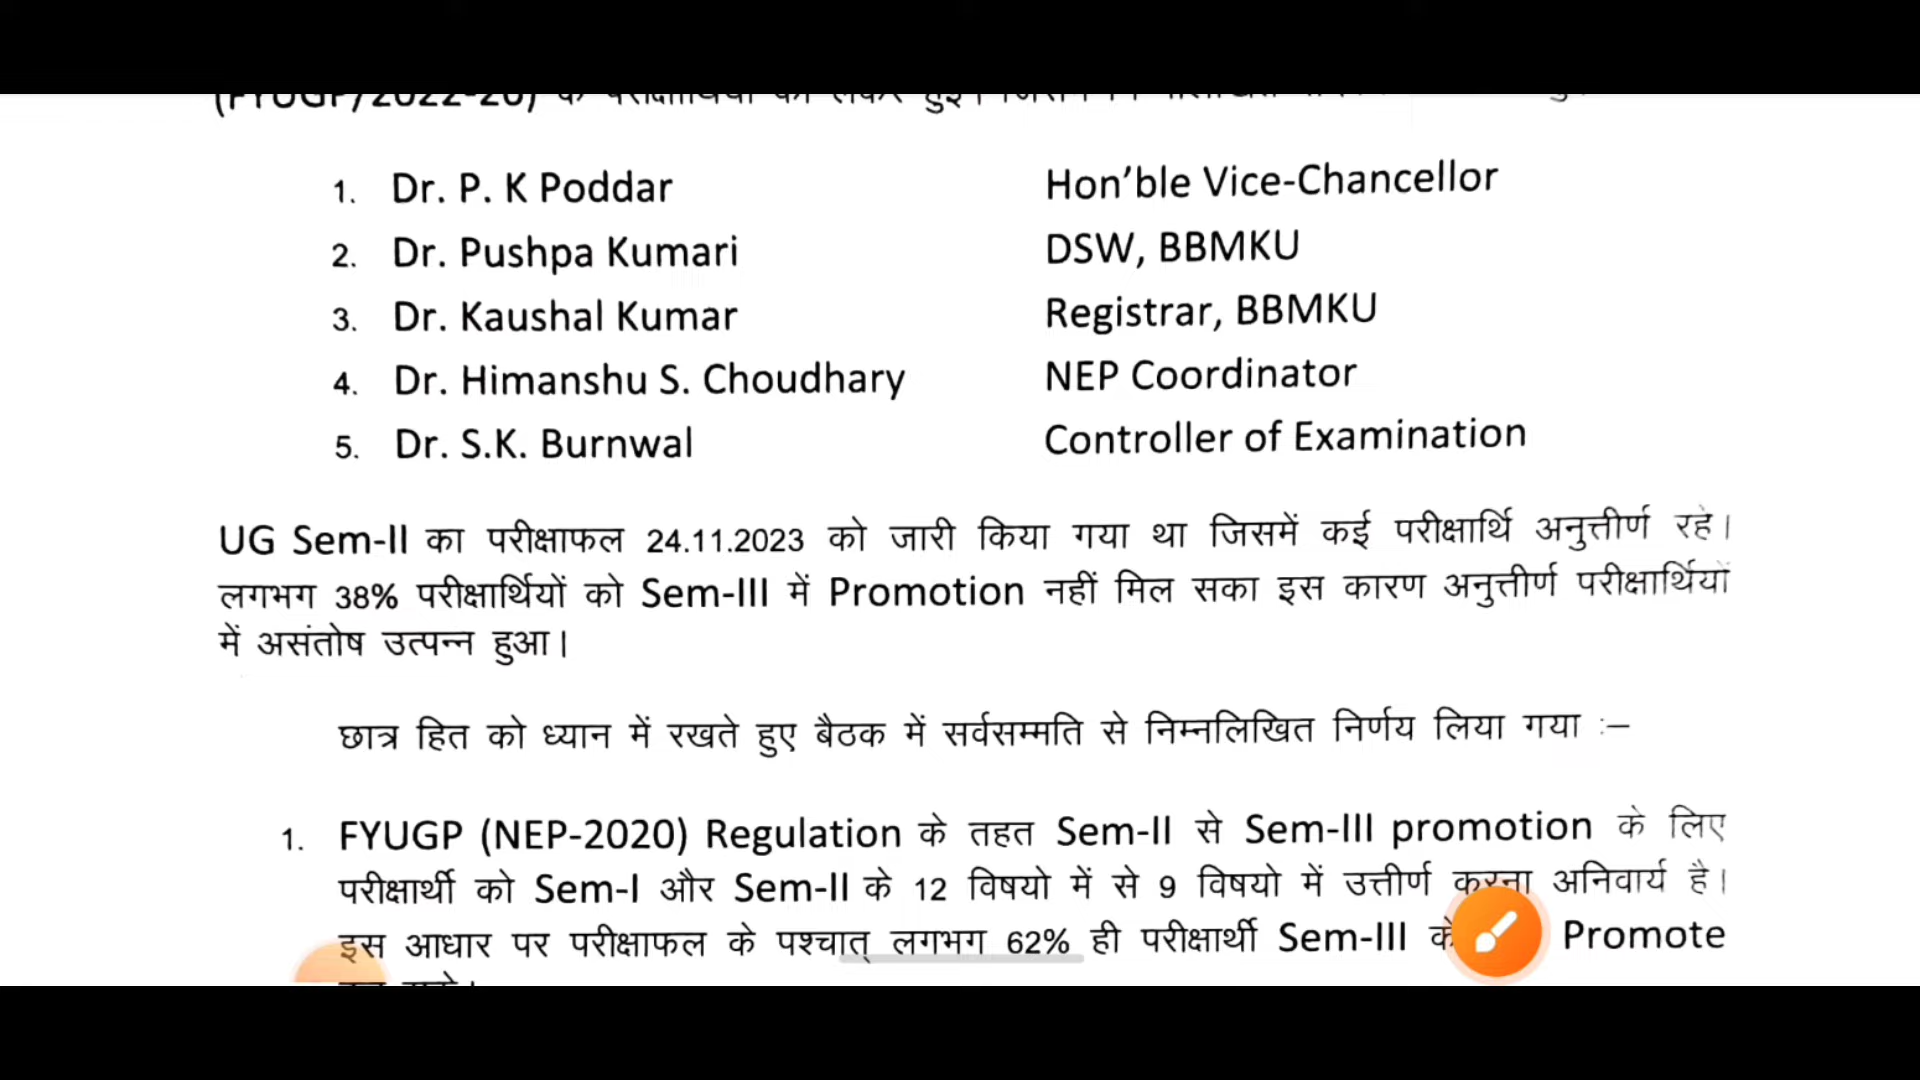 1. Dr. P. K Poddar Hon’ble Vice-Chancellor
2. Dr. Pushpa Kumari DSW, BBMKU
3. Dr. Kaushal Kumar Registrar, BBMKU
4. Dr. Himanshu S. Choudhary NEP Coordinator
5. Dr. S.K. Burnwal Controller of Examination
UG Sem-II का परीक्षाफल 24.11.2023 को जारी किया गया था जिसमें कई परीक्षार्थि अनुत्तीर्ण रहे।
लगभग 38% परीक्षार्थियों को Sem-III में Promotion नहीं मिल सका इस कारण अनुत्तीर्ण परीक्षार्थियों
में असंतोष उत्पन्न हुआ।
छात्र हित को ध्यान में रखते हुए बैठक में सर्वसम्मति से निम्नलिखित निर्णय लिया गया :–
1. FYUGP (NEP-2020) Regulation के तहत Sem-II से Sem-III promotion के लिए
परीक्षार्थी को Sem-I और Sem-II के 12 विषयो में से 9 विषयो में उत्तीर्ण करना अनिवार्य है।
इस आधार पर परीक्षाफल के पश्चात् लगभग 62% ही परीक्षार्थी Sem-III Promote